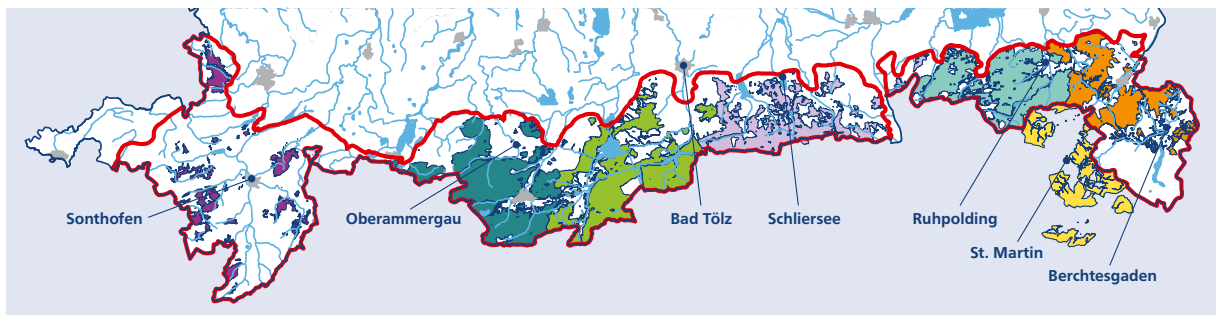 Sonthofen
Oberammergau
Bad Tölz
Schliersee
Ruhpolding
St. Martin
Berchtesgaden